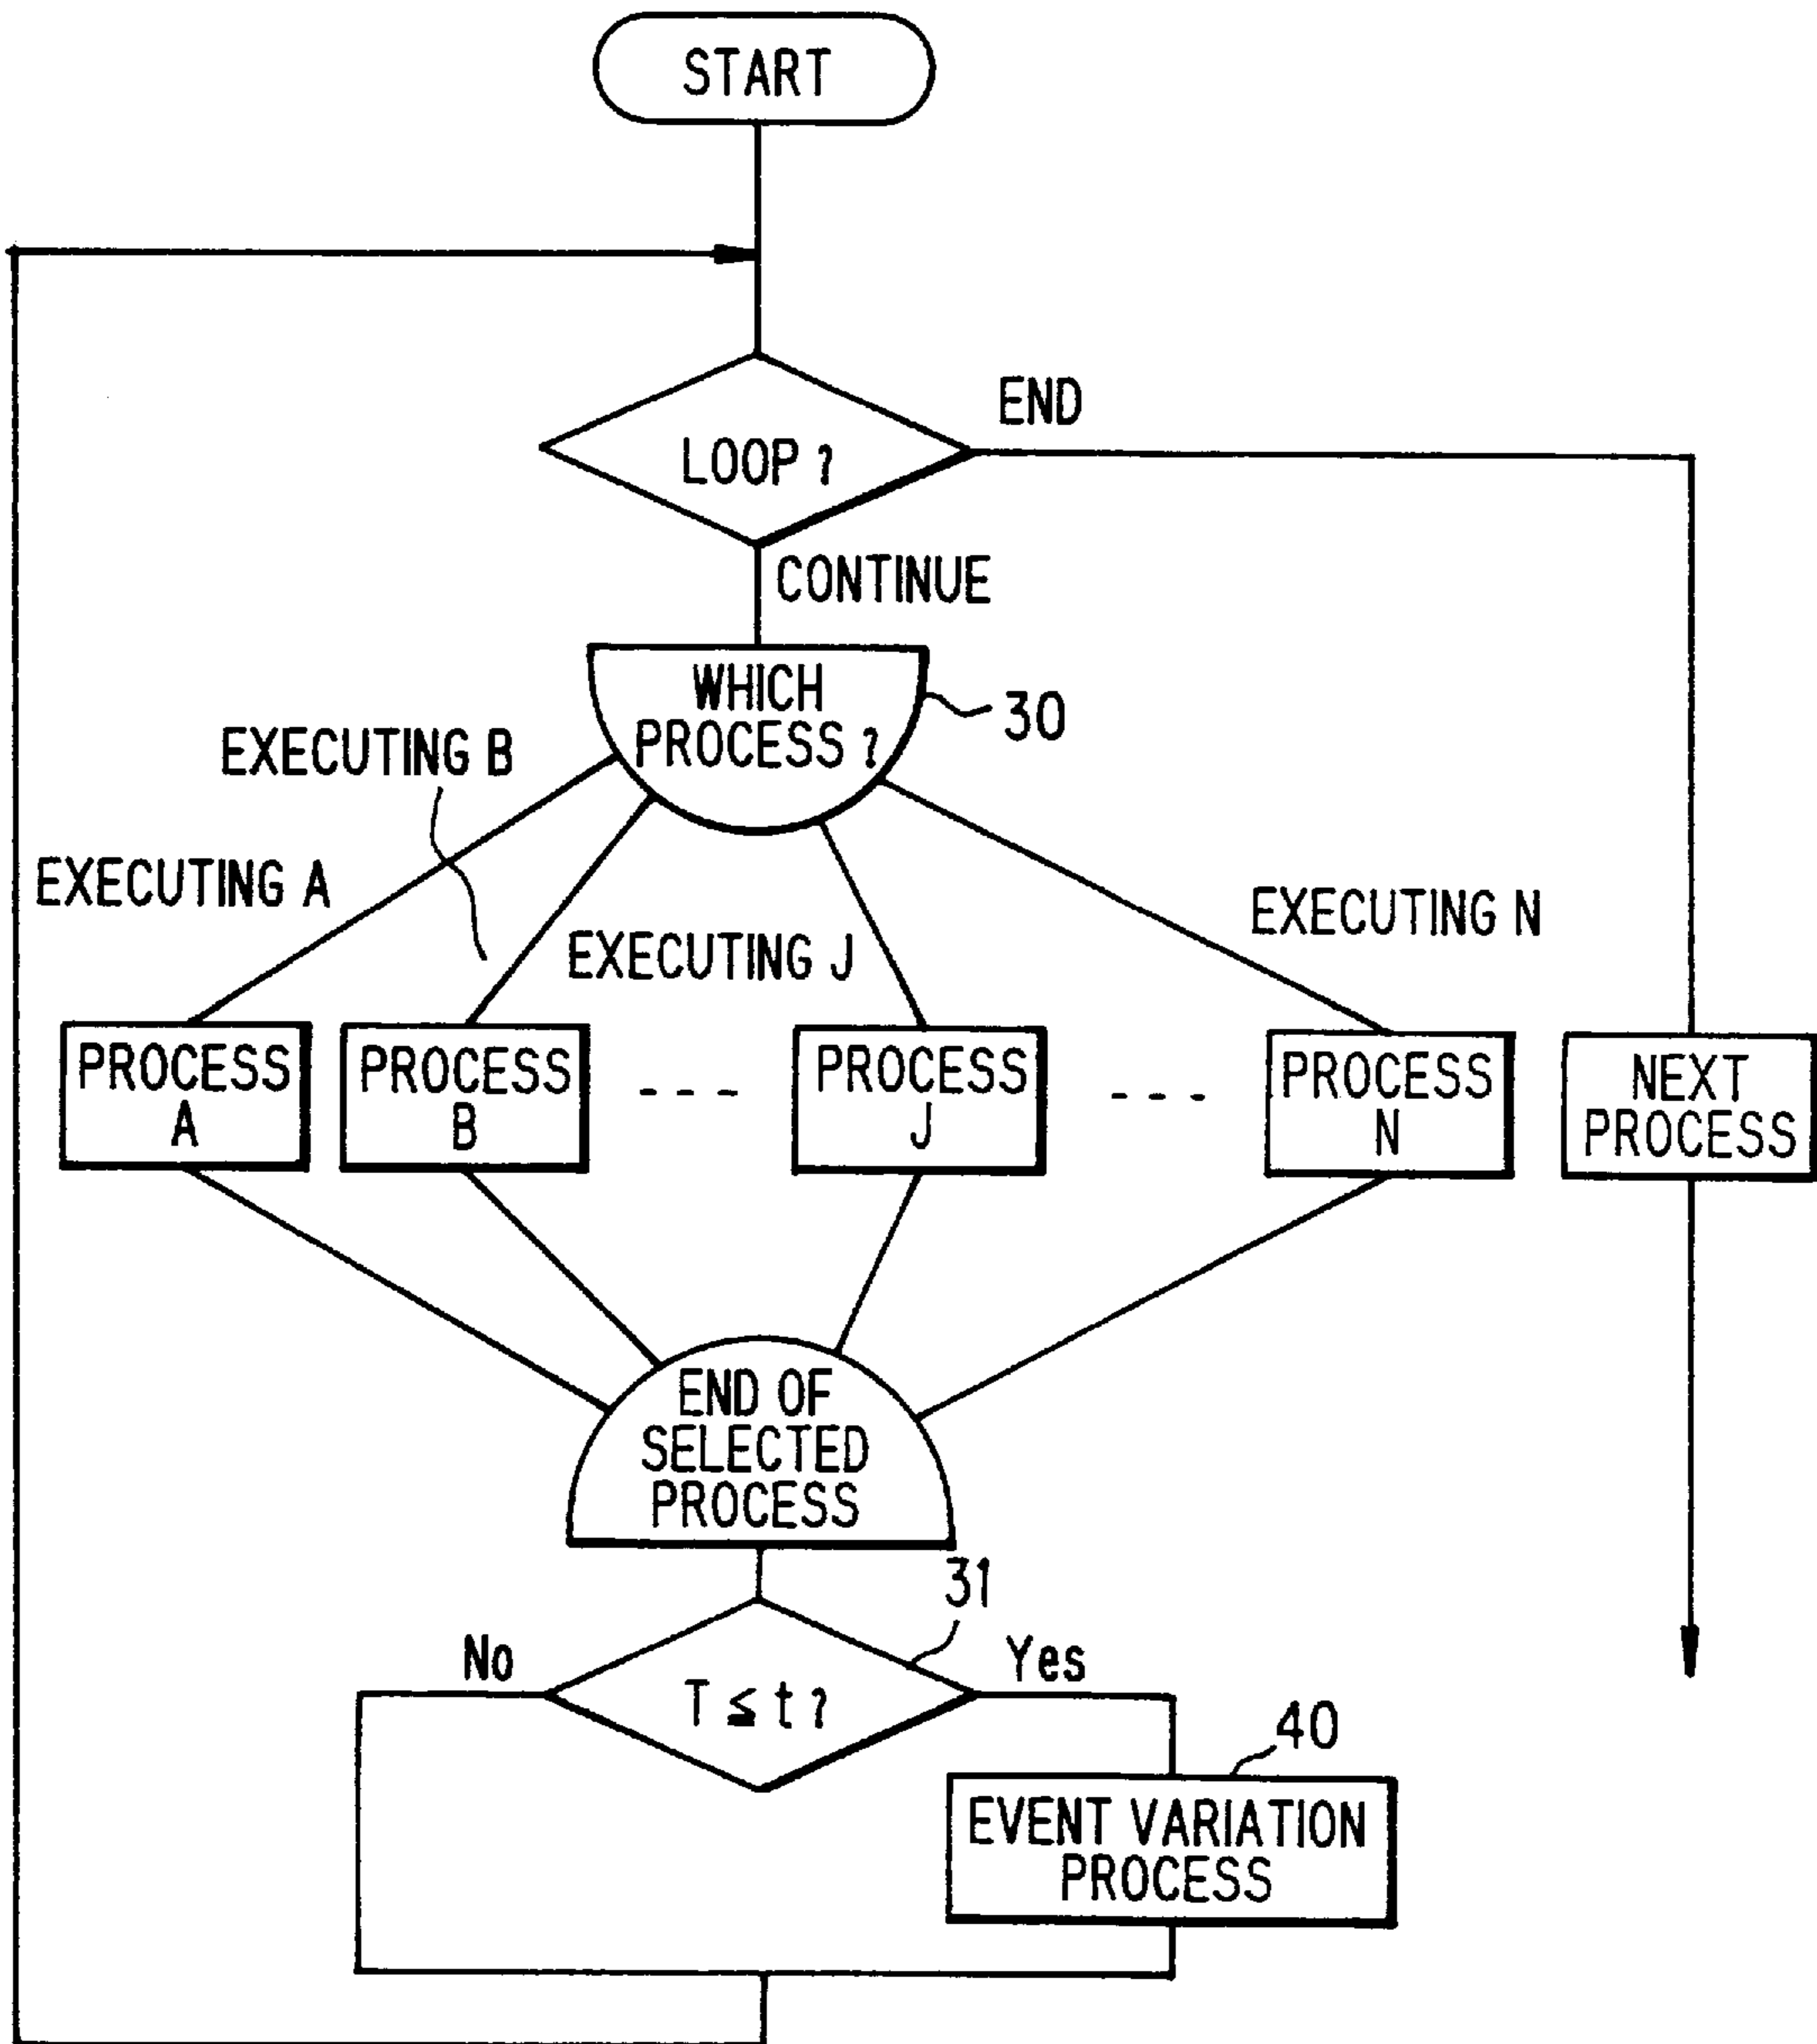 START
LOOP ?
END
CONTINUE
WHICH
PROCESS ?
30
EXECUTING B
EXECUTING A
EXECUTING J
EXECUTING N
PROCESS
A
PROCESS
B
- - -
PROCESS
J
- - -
PROCESS
N
NEXT
PROCESS
END OF
SELECTED
PROCESS
31
No
T ≦ t ?
Yes
40
EVENT VARIATION
PROCESS